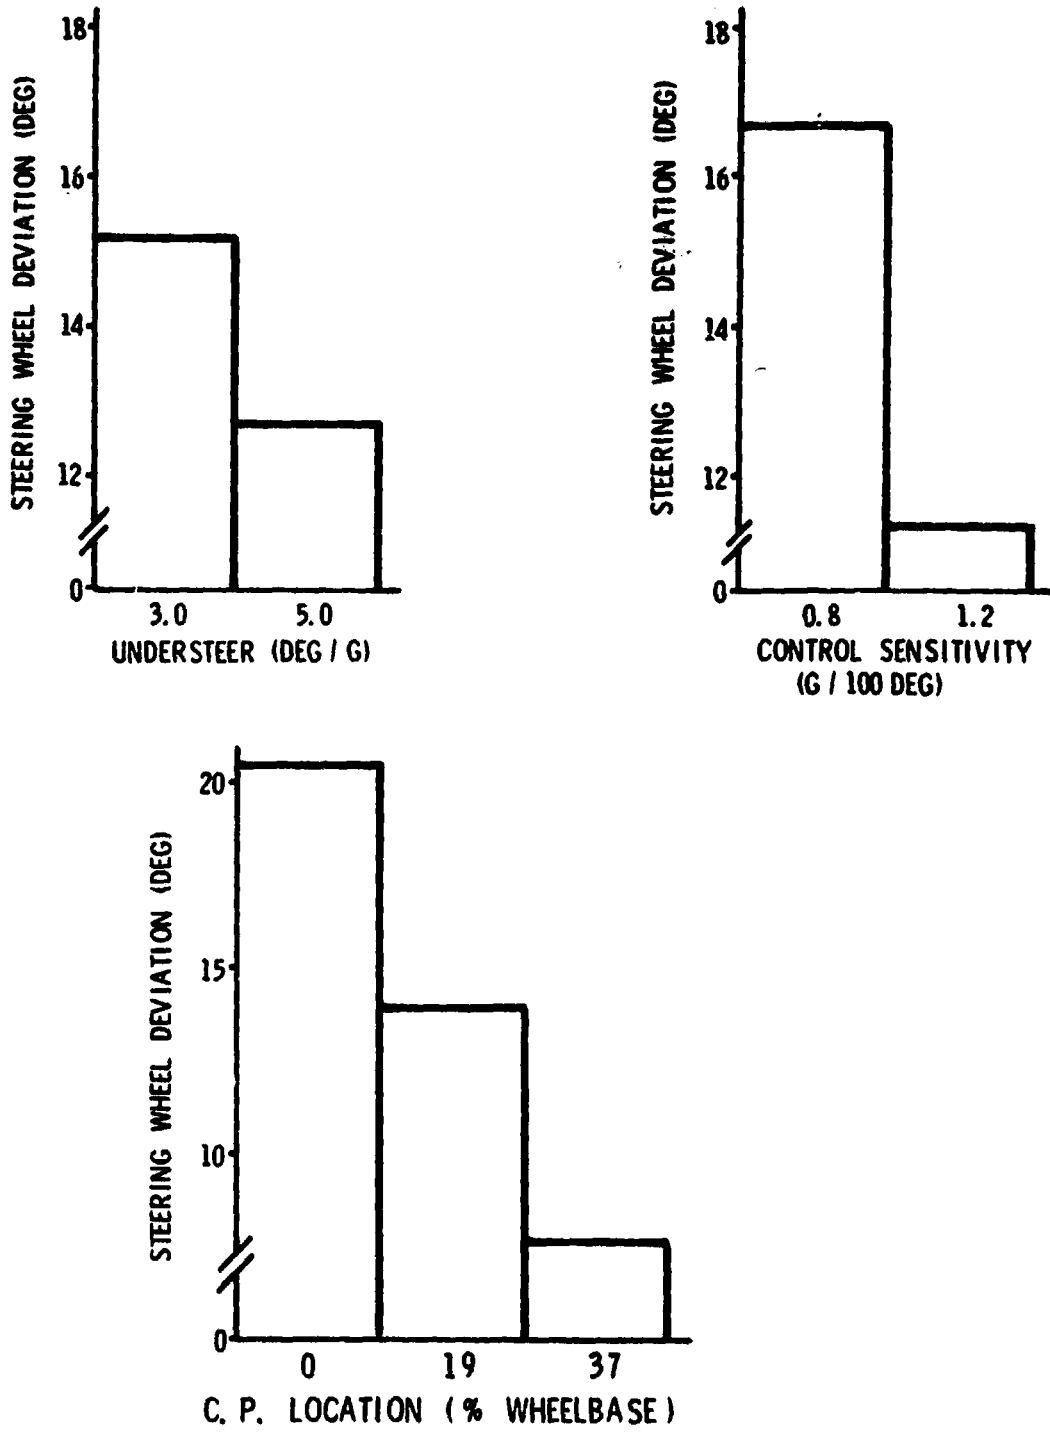 STEERING WHEEL DEVIATION (DEG)
18
16
14
12
0
3.0 5.0
UNDERSTEER (DEG / G)
STEERING WHEEL DEVIATION (DEG)
18
16
14
12
0
0.8 1.2
CONTROL SENSITIVITY
(G / 100 DEG)
STEERING WHEEL DEVIATION (DEG)
20
15
10
0
0 19 37
C. P. LOCATION ( % WHEELBASE )